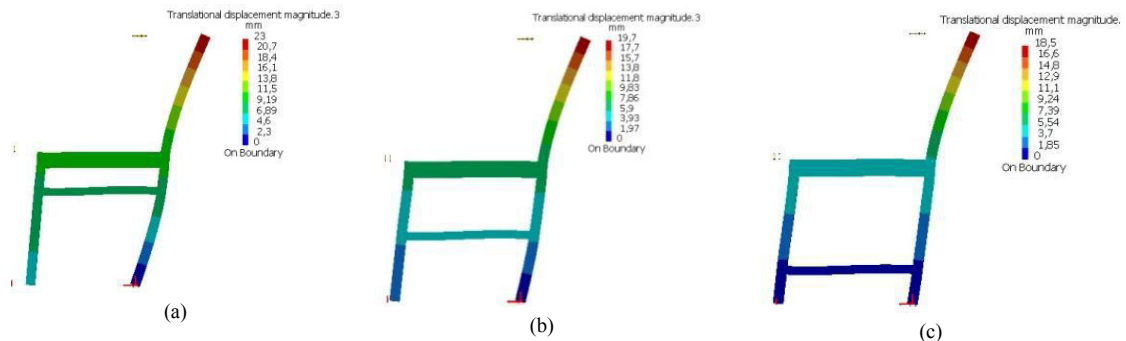 Translational displacement magnitude.3
mm
23
20,7
18,4
16,1
13,8
11,5
9,19
6,89
4,6
2,3
0
On Boundary
(a)
Translational displacement magnitude.3
mm
19,7
17,7
15,7
13,8
11,8
9,83
7,86
5,9
3,93
1,97
0
On Boundary
(b)
Translational displacement magnitude.
mm
18,5
16,6
14,8
12,9
11,1
9,24
7,39
5,54
3,7
1,85
0
On Boundary
(c)